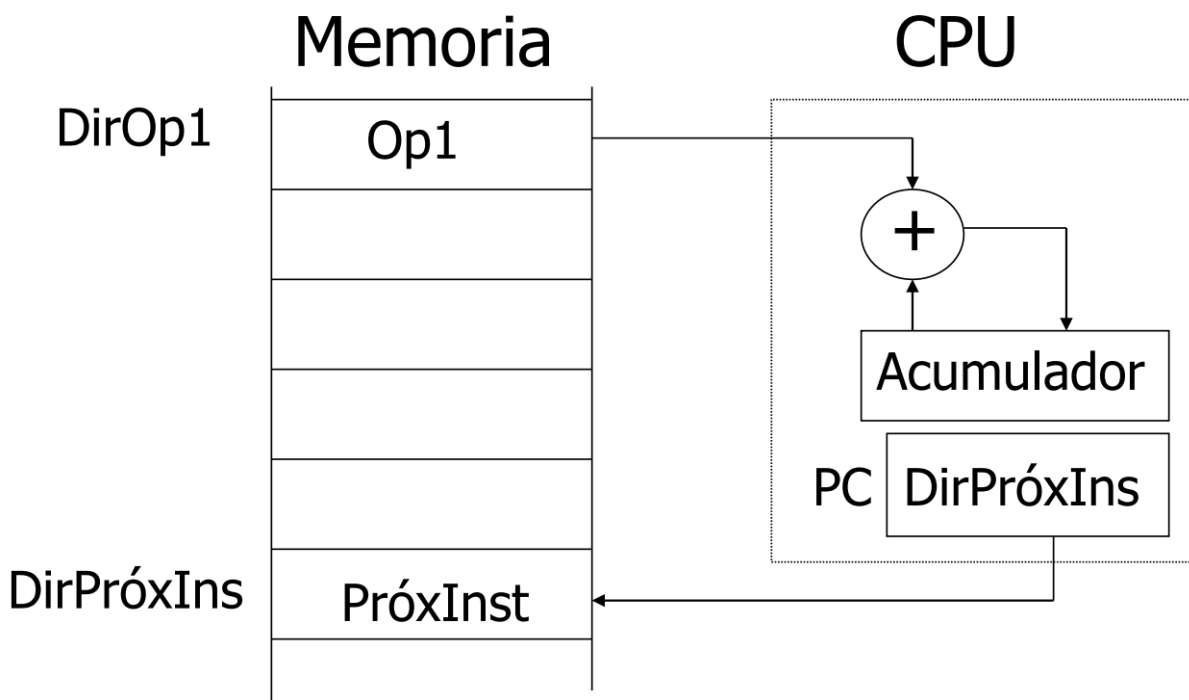 Memoria
CPU
DirOp1
Op1
+
Acumulador
PC
DirPróxIns
DirPróxIns
PróxInst